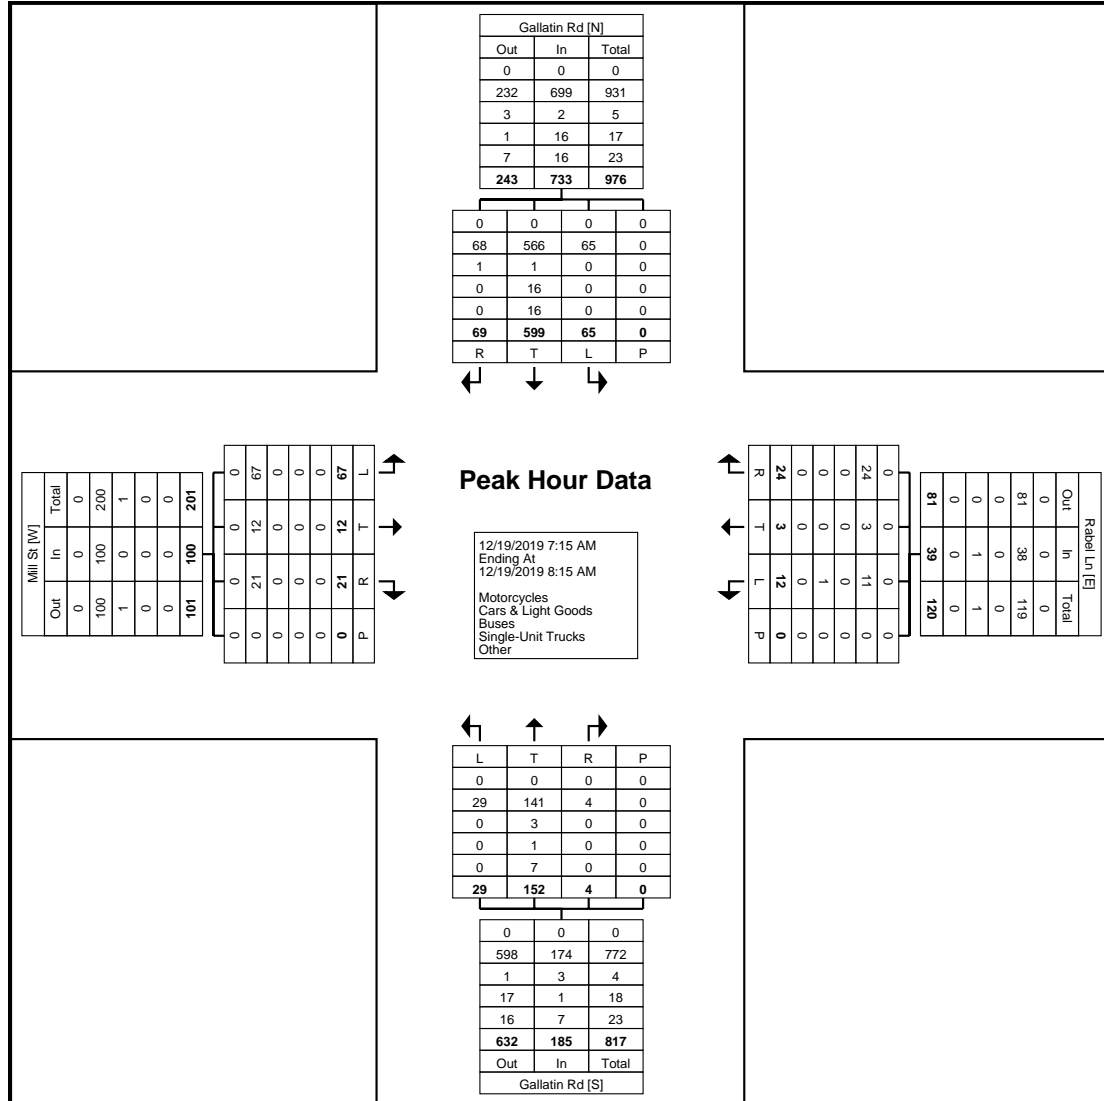 Gallatin Rd [N]
Out In Total
0 0 0
232 699 931
3 2 5
1 16 17
7 16 23
243 733 976
0 0 0 0
68 566 65 0
1 1 0 0
0 16 0 0
0 16 0 0
69 599 65 0
R T L P
Mill St [W]
Out In Total
0 0 0
100 100 200
1 0 1
0 0 0
0 0 0
101 100 201
0 0 0 0
0 21 12 67
0 0 0 0
0 0 0 0
0 0 0 0
0 21 12 67
P R T L
Peak Hour Data
12/19/2019 7:15 AM
Ending At
12/19/2019 8:15 AM
Motorcycles
Cars & Light Goods
Buses
Single-Unit Trucks
Other
Rabel Ln [E]
Out In Total
0 0 0
81 38 119
0 0 0
0 1 1
0 0 0
81 39 120
0 0 0 0
24 3 11 0
0 0 0 0
0 0 1 0
0 0 0 0
24 3 12 0
R T L P
L T R P
0 0 0 0
29 141 4 0
0 3 0 0
0 1 0 0
0 7 0 0
29 152 4 0
0 0 0
598 174 772
1 3 4
17 1 18
16 7 23
632 185 817
Out In Total
Gallatin Rd [S]